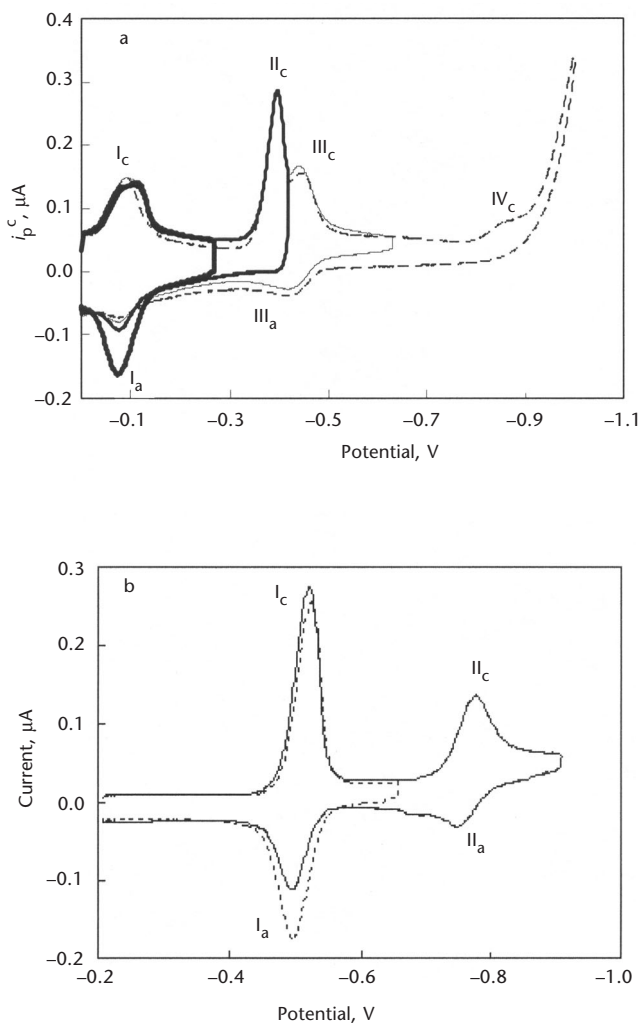 a
0.4
0.3
0.2
0.1
0.0
−0.1
−0.2
i_p^c, μA
I_c
II_c
III_c
IV_c
III_a
I_a
−0.1
−0.3
−0.5
−0.7
−0.9
−1.1
Potential, V
b
0.3
0.2
0.1
0.0
−0.1
−0.2
Current, μA
I_c
II_c
II_a
I_a
−0.2
−0.4
−0.6
−0.8
−1.0
Potential, V